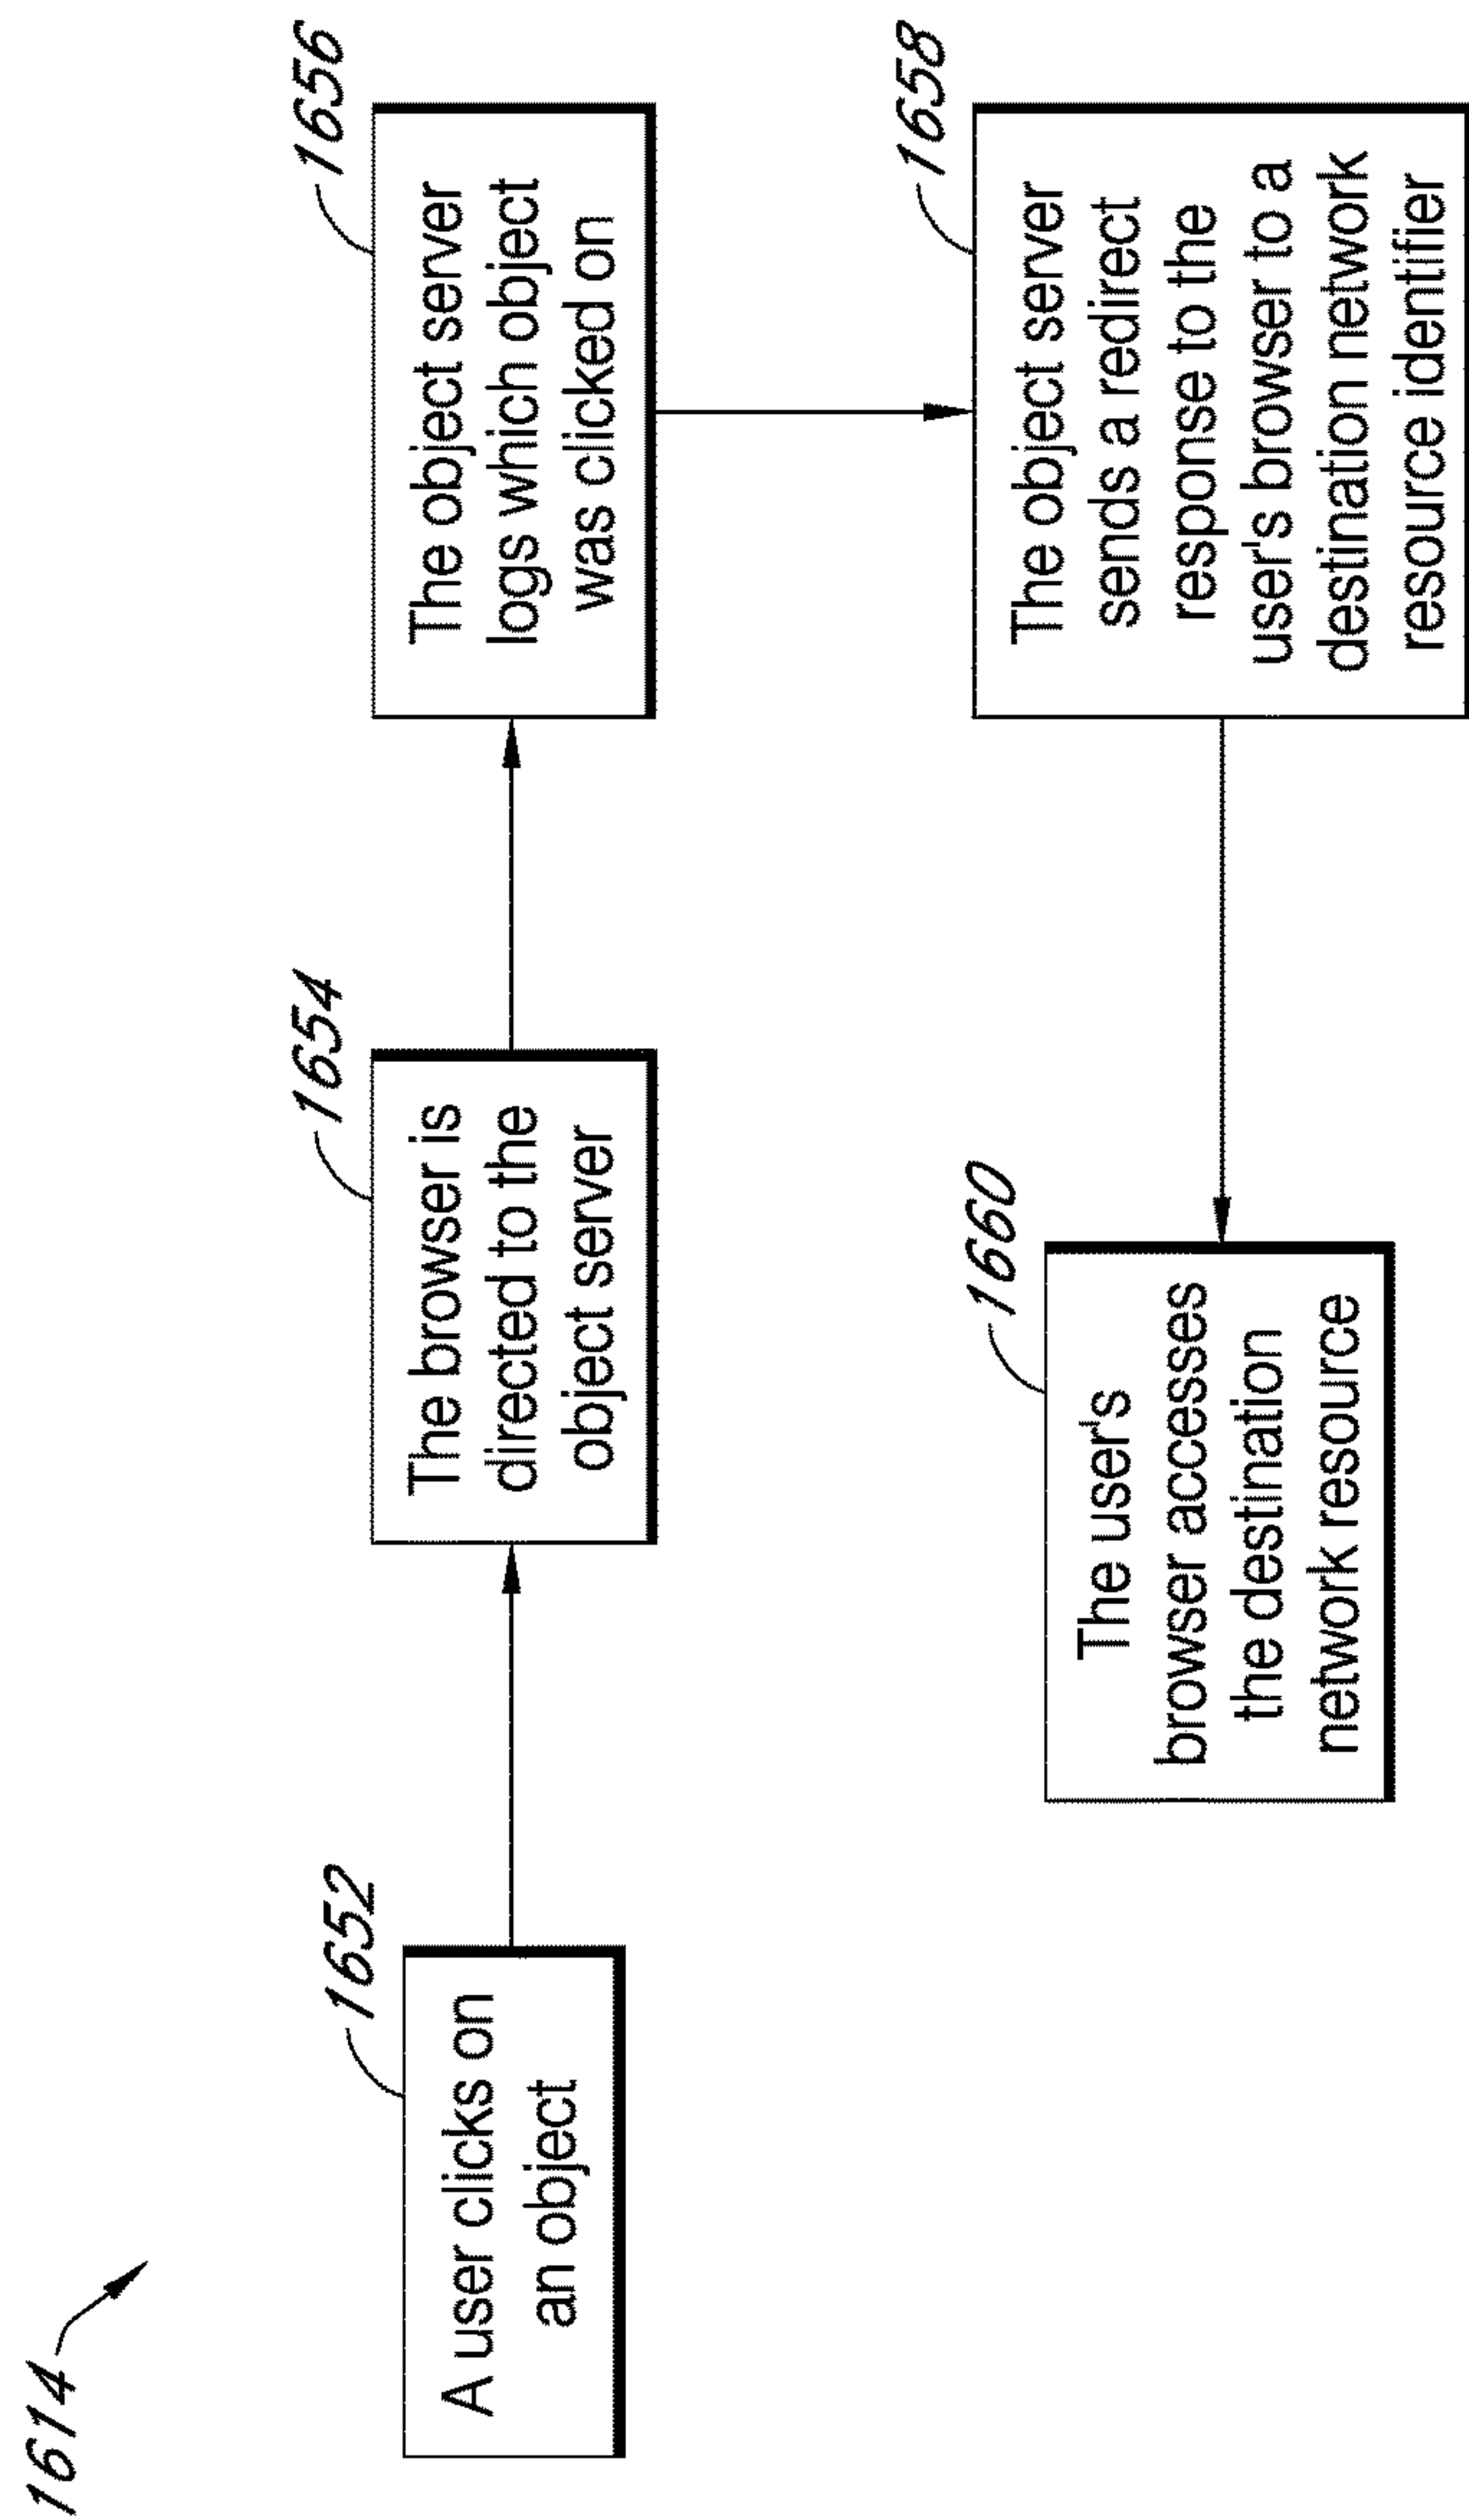 1614
1652
A user clicks on
an object
1654
The browser is
directed to the
object server
1656
The object server
logs which object
was clicked on
1658
The object server
sends a redirect
response to the
user's browser to a
destination network
resource identifier
1660
The user's
browser accesses
the destination
network resource